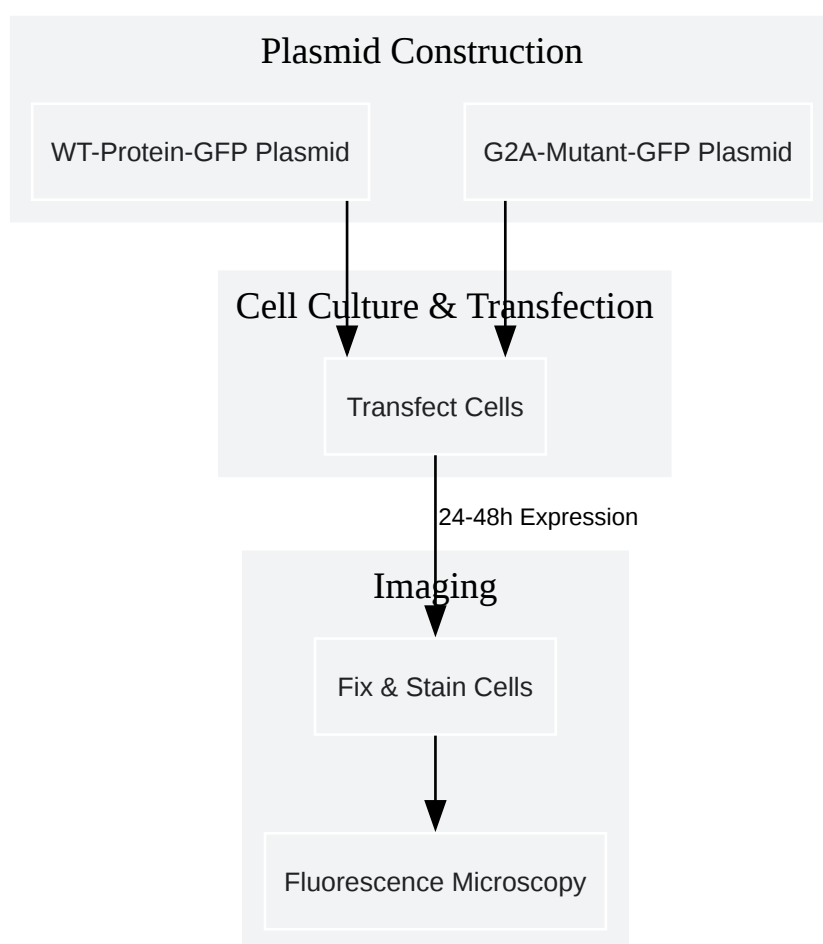 Plasmid Construction
WT-Protein-GFP Plasmid
G2A-Mutant-GFP Plasmid
Cell Culture & Transfection
Transfect Cells
24-48h Expression
Imaging
Fix & Stain Cells
Fluorescence Microscopy